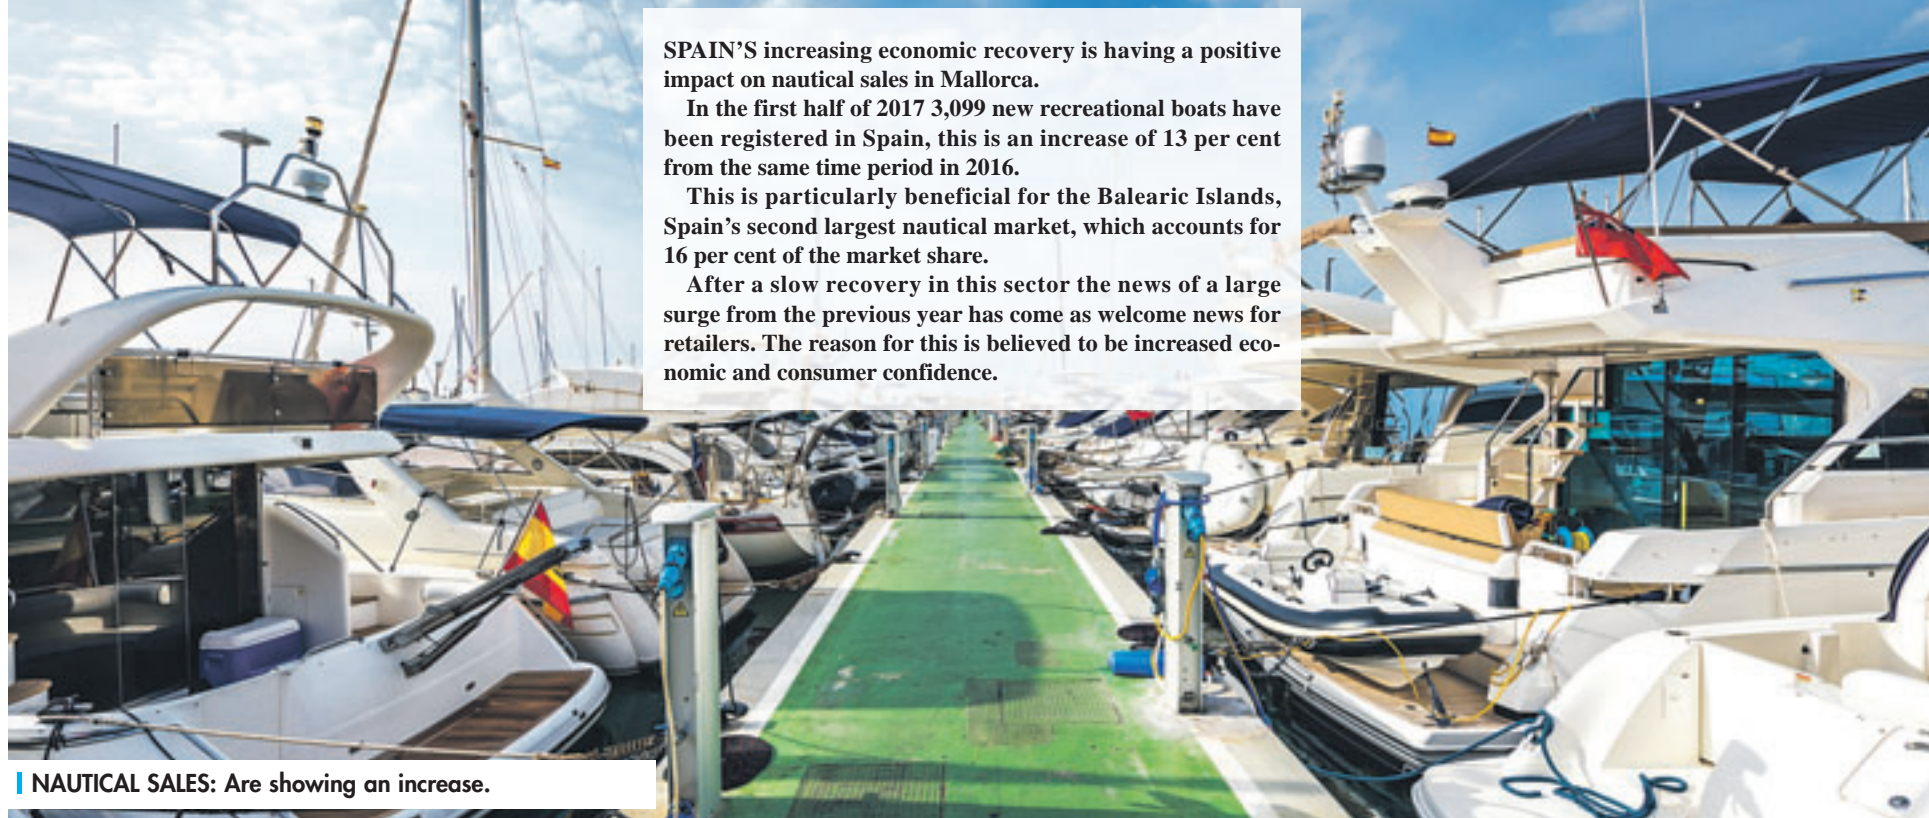 SPAIN’S increasing economic recovery is having a positive
impact on nautical sales in Mallorca.
In the first half of 2017 3,099 new recreational boats have
been registered in Spain, this is an increase of 13 per cent
from the same time period in 2016.
This is particularly beneficial for the Balearic Islands,
Spain’s second largest nautical market, which accounts for
16 per cent of the market share.
After a slow recovery in this sector the news of a large
surge from the previous year has come as welcome news for
retailers. The reason for this is believed to be increased eco-
nomic and consumer confidence.
NAUTICAL SALES: Are showing an increase.